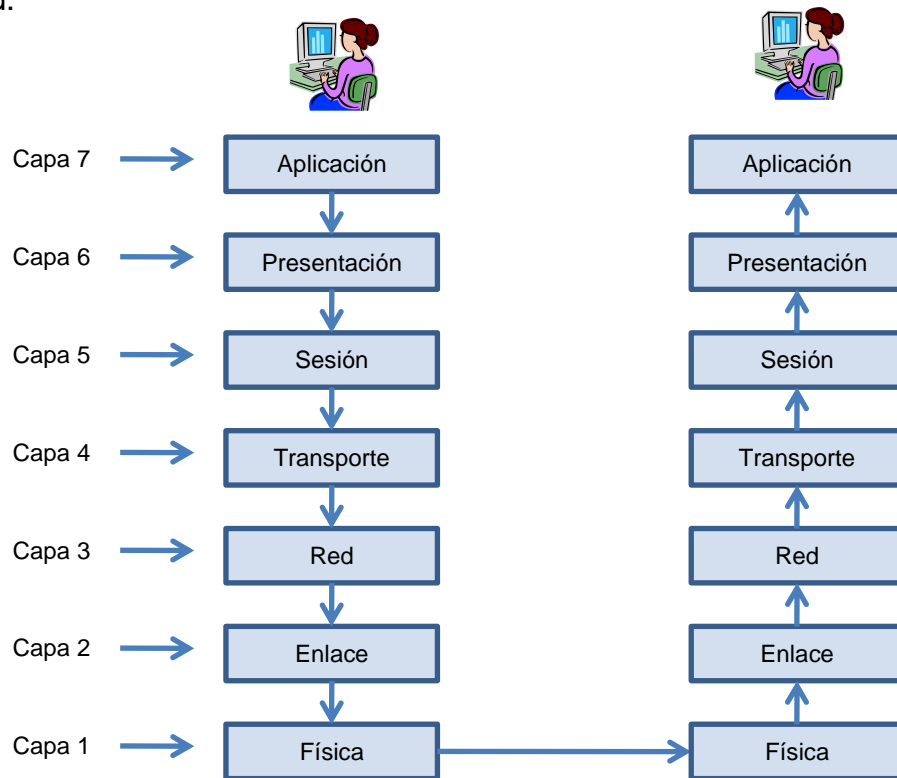 Capa 7 Aplicación Aplicación
Capa 6 Presentación Presentación
Capa 5 Sesión Sesión
Capa 4 Transporte Transporte
Capa 3 Red Red
Capa 2 Enlace Enlace
Capa 1 Física Física